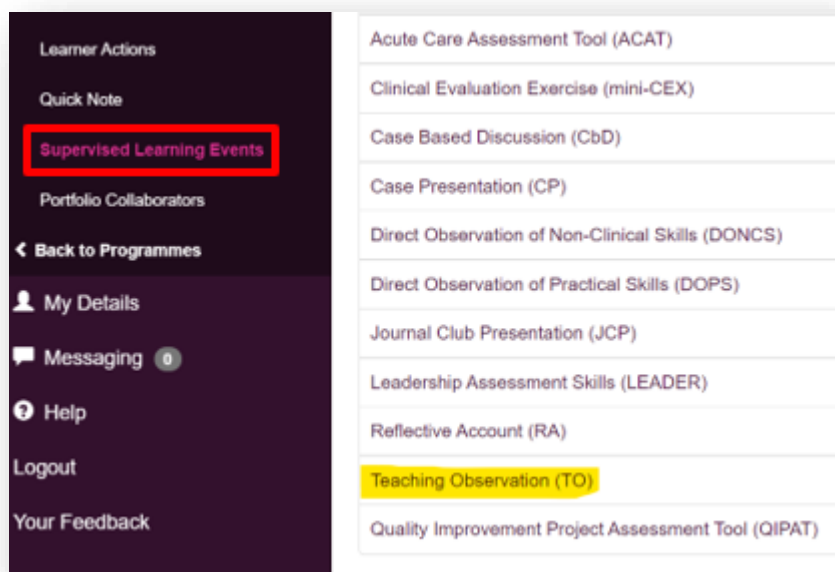 Learner Actions
Quick Note
Supervised Learning Events
Portfolio Collaborators
Back to Programmes
My Details
Messaging 0
Help
Logout
Your Feedback
Acute Care Assessment Tool (ACAT)
Clinical Evaluation Exercise (mini-CEX)
Case Based Discussion (CbD)
Case Presentation (CP)
Direct Observation of Non-Clinical Skills (DONCS)
Direct Observation of Practical Skills (DOPS)
Journal Club Presentation (JCP)
Leadership Assessment Skills (LEADER)
Reflective Account (RA)
Teaching Observation (TO)
Quality Improvement Project Assessment Tool (QIPAT)